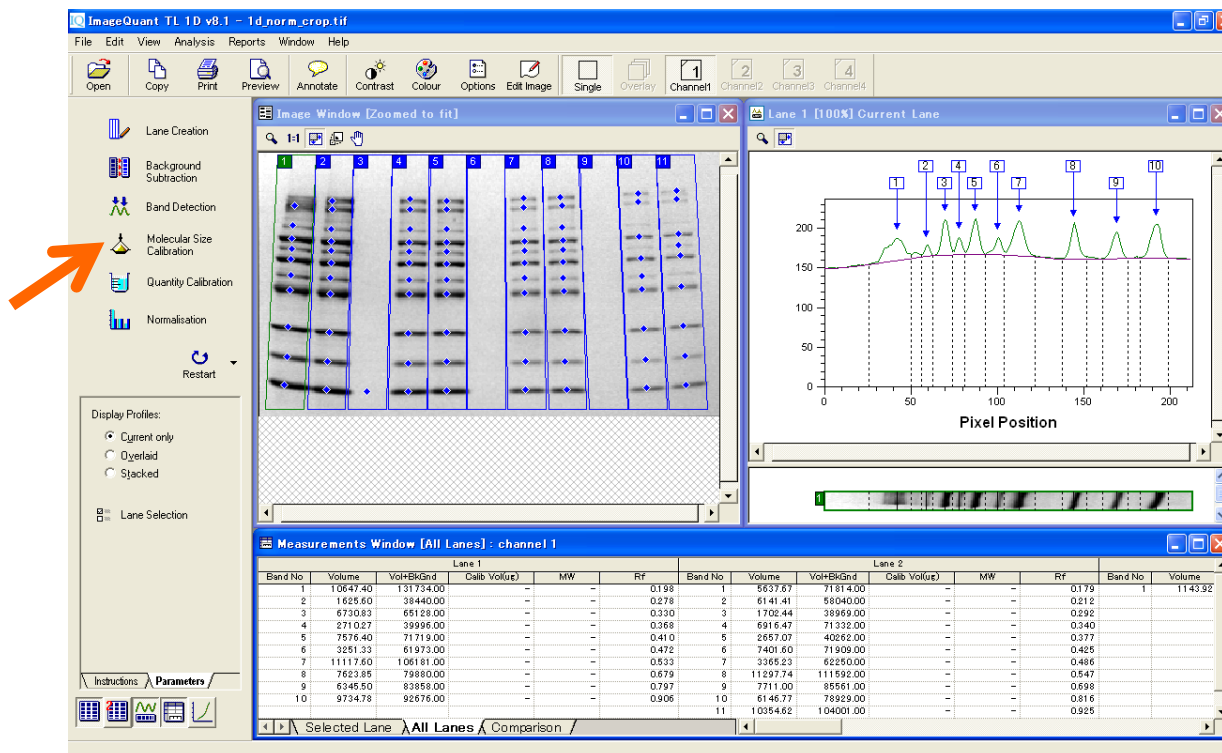 ImageQuant TL 1D v8.1 - 1d_norm_crop.tif
File Edit View Analysis Reports Window Help
Open Copy Print Preview Annotate Contrast Colour Options Edit Image Single Overlay Channel1 Channel2 Channel3 Channel4
1 2 3 4
Lane Creation
Background
Subtraction
Band Detection
Molecular Size
Calibration
Quantity Calibration
Normalisation
Restart
Display Profiles:
Current only
Overlaid
Stacked
Lane Selection
Instructions Parameters
Image Window [Zoomed to fit]
1:1
1 2 3 4 5 6 7 8 9 10 11
Lane 1 [100%] Current Lane
1 2 3 4 5 6 7 8 9 10
200
150
100
50
0
0 50 100 150 200
Pixel Position
1
Measurements Window [All Lanes] : channel 1
Lane 1 Lane 2
Band No Volume Vol+BkGnd Calib Vol(ug) MW Rf Band No Volume Vol+BkGnd Calib Vol(ug) MW Rf Band No Volume
1 10647.40 131734.00 - - 0.198 1 5637.67 71814.00 - - 0.179 1 1143.92
2 1625.60 38440.00 - - 0.278 2 6141.41 58040.00 - - 0.212
3 6730.83 65128.00 - - 0.330 3 1702.44 38969.00 - - 0.292
4 2710.27 39996.00 - - 0.368 4 6916.47 71332.00 - - 0.340
5 7576.40 71719.00 - - 0.410 5 2657.07 40262.00 - - 0.377
6 3251.33 61973.00 - - 0.472 6 7401.60 71909.00 - - 0.425
7 11117.60 106181.00 - - 0.533 7 3365.23 62250.00 - - 0.486
8 7623.85 79880.00 - - 0.679 8 11297.74 111592.00 - - 0.547
9 6345.50 83858.00 - - 0.797 9 7711.00 85561.00 - - 0.698
10 9734.78 92676.00 - - 0.906 10 6146.77 78929.00 - - 0.816
11 10354.62 104001.00 - - 0.925
Selected Lane All Lanes Comparison